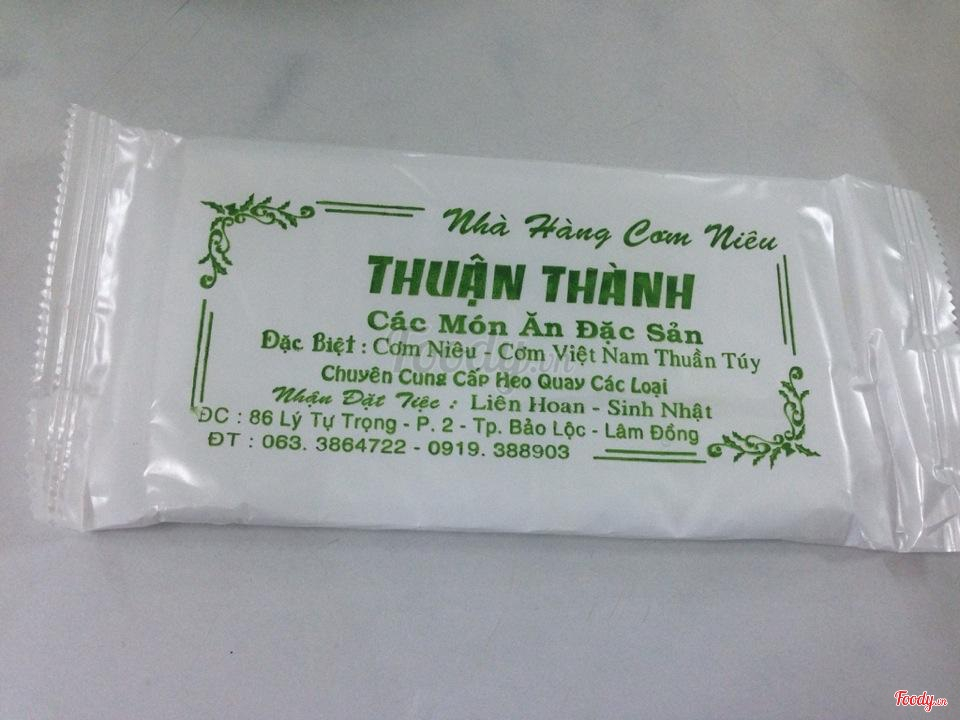 Nhà Hàng Cơm Niêu
THUẬN THÀNH
Các Món Ăn Đặc Sản
Đặc Biệt : Cơm Niêu - Cơm Việt Nam Thuần Túy
Chuyên Cung Cấp Heo Quay Các Loại
Nhận Đặt Tiệc : Liên Hoan - Sinh Nhật
ĐC : 86 Lý Tự Trọng - P. 2 - Tp. Bảo Lộc - Lâm Đồng
ĐT : 063. 3864722 - 0919. 388903
Foody.vn
Foody.vn